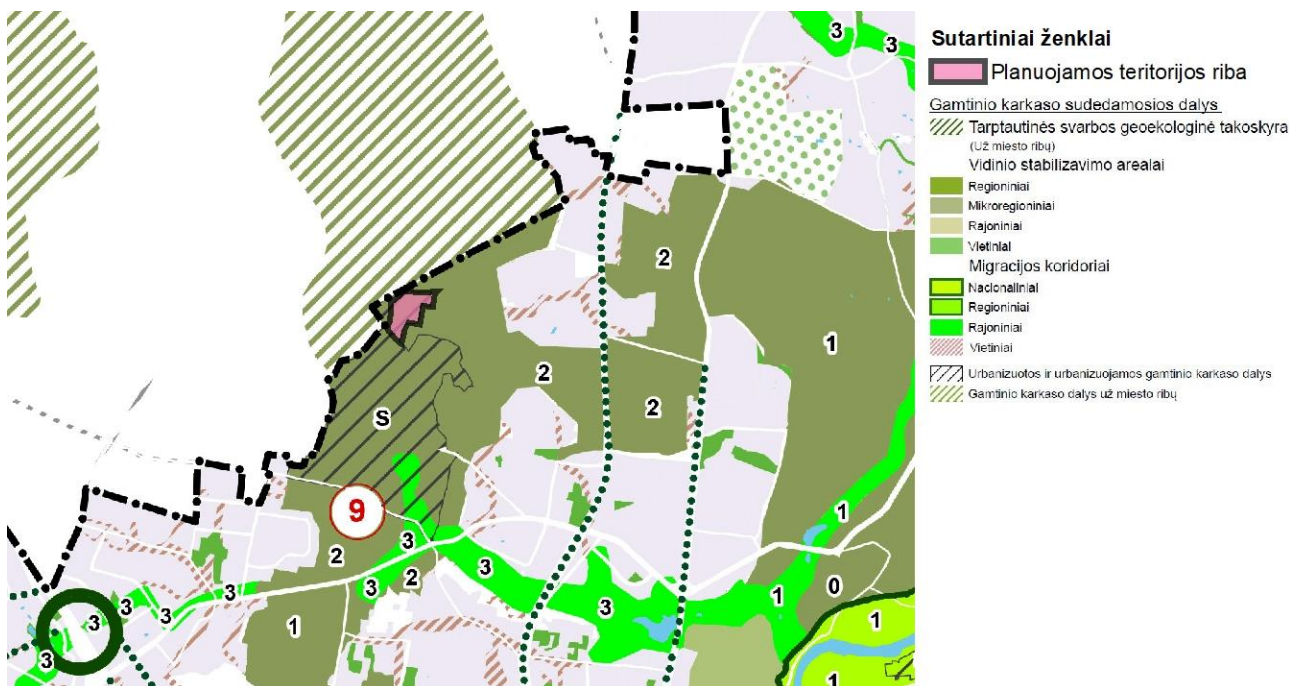 3
3
2
1
2
2
S
9
1
3
2
3
2
3
3
1
0
3
3
3
3
1
1
3
1
Sutartiniai ženklai
Planuojamos teritorijos riba
Gamtinio karkaso sudedamosios dalys
Tarptautinės svarbos geoekologinė takoskyra
(Už miesto ribų)
Vidinio stabilizavimo arealai
Regioniniai
Mikroregioniniai
Rajoniniai
Vietiniai
Migracijos koridoriai
Nacionaliniai
Regioniniai
Rajoniniai
Vietiniai
Urbanizuotos ir urbanizuojamos gamtinio karkaso dalys
Gamtinio karkaso dalys už miesto ribų